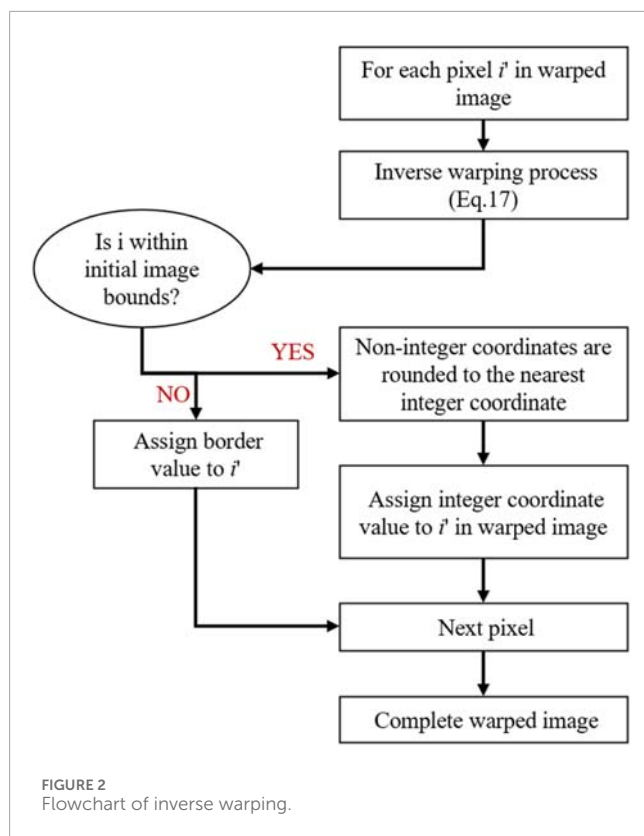 For each pixel i' in warped
image
Inverse warping process
(Eq.17)
Is i within
initial image
bounds?
YES
Non-integer coordinates are
rounded to the nearest
integer coordinate
NO
Assign border
value to i'
Assign integer coordinate
value to i' in warped image
Next pixel
Complete warped image
FIGURE 2
Flowchart of inverse warping.